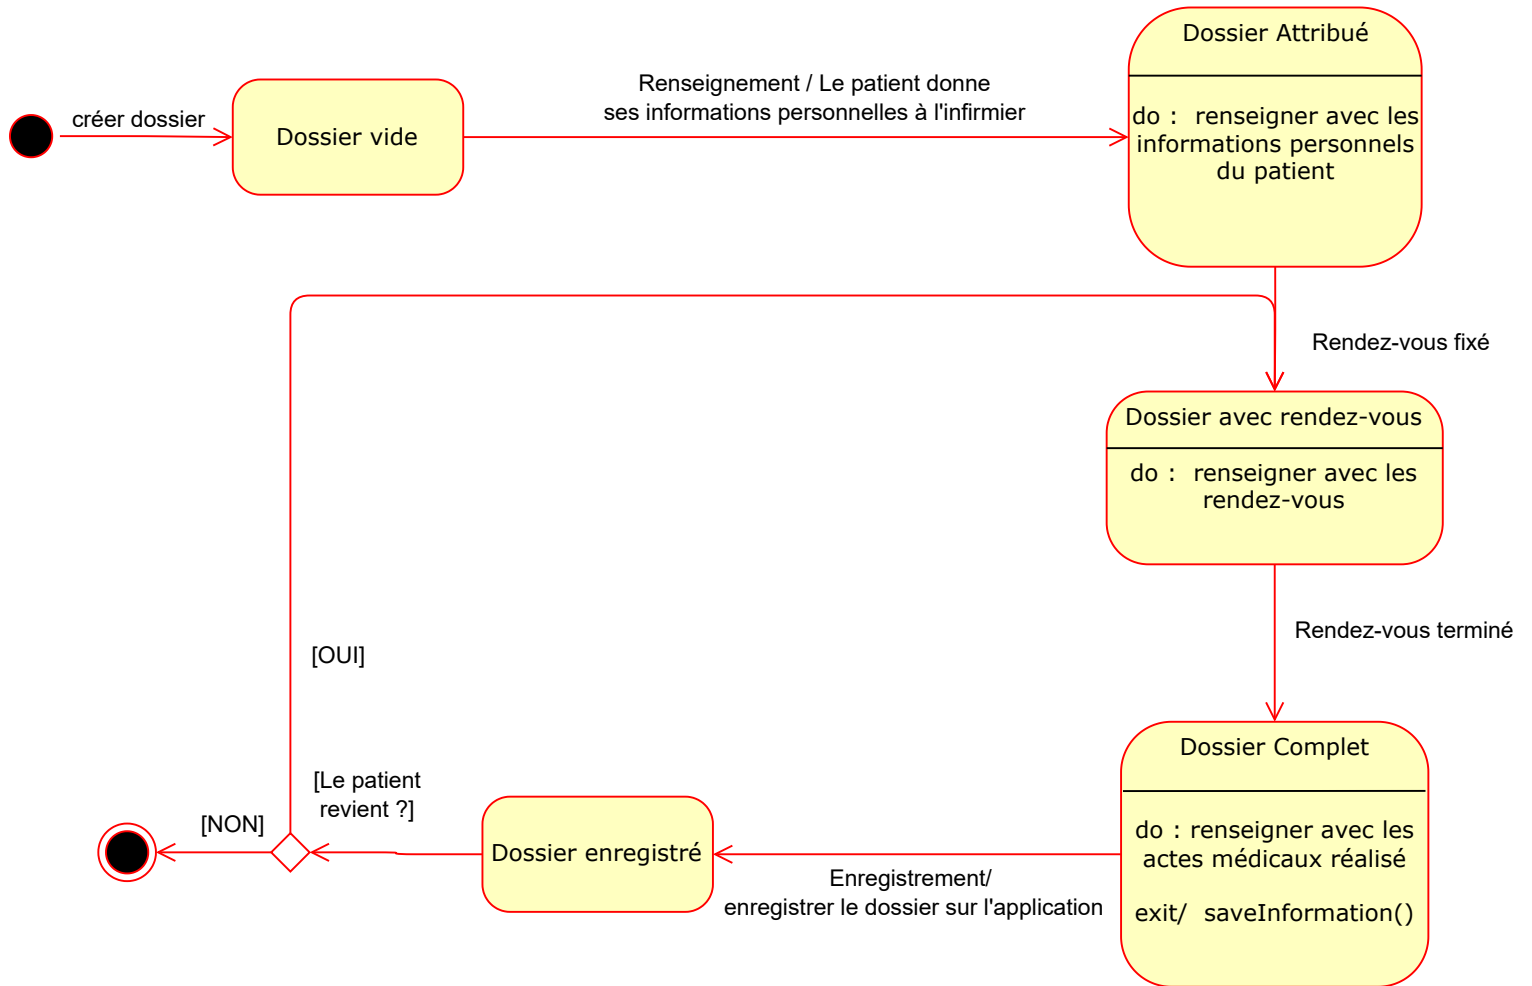 créer dossier
Dossier vide
Renseignement / Le patient donne
ses informations personnelles à l'infirmier
Dossier Attribué
do :  renseigner avec les
informations personnels
du patient
Rendez-vous fixé
Dossier avec rendez-vous
do :  renseigner avec les
rendez-vous
Rendez-vous terminé
Dossier Complet
do : renseigner avec les
actes médicaux réalisé
exit/  saveInformation()
Enregistrement/
enregistrer le dossier sur l'application
Dossier enregistré
[Le patient
revient ?]
[OUI]
[NON]